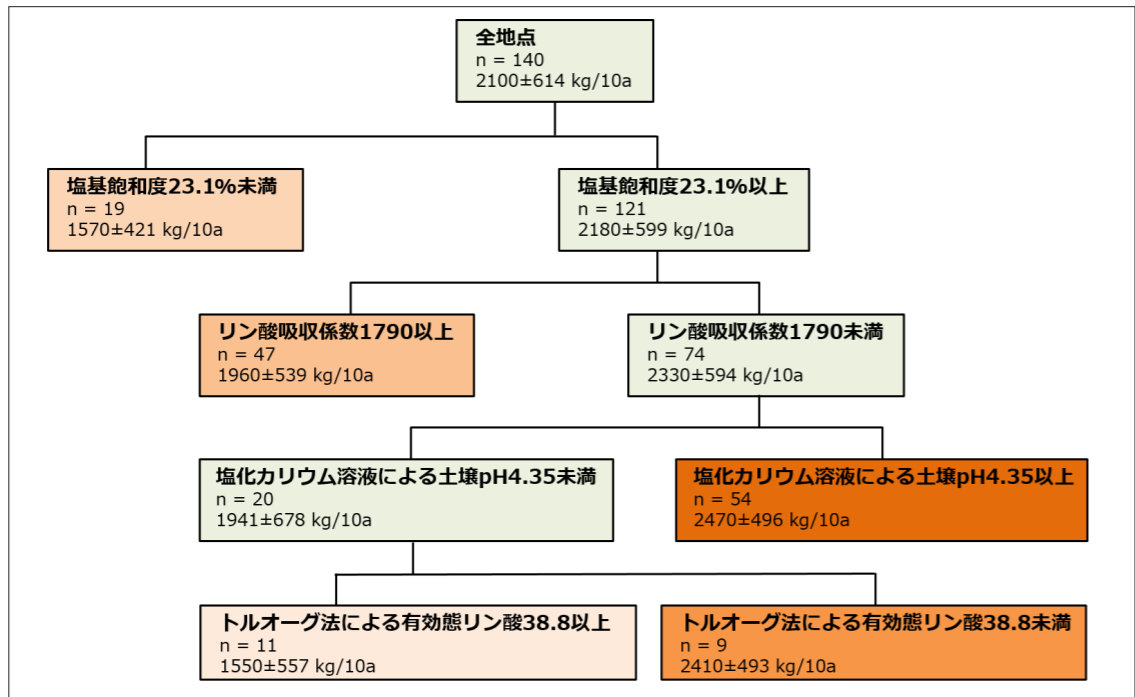 全地点
n = 140
2100±614 kg/10a
塩基飽和度23.1%未満
n = 19
1570±421 kg/10a
塩基飽和度23.1%以上
n = 121
2180±599 kg/10a
リン酸吸収係数1790以上
n = 47
1960±539 kg/10a
リン酸吸収係数1790未満
n = 74
2330±594 kg/10a
塩化カリウム溶液による土壌pH4.35未満
n = 20
1941±678 kg/10a
塩化カリウム溶液による土壌pH4.35以上
n = 54
2470±496 kg/10a
トルオーグ法による有効態リン酸38.8以上
n = 11
1550±557 kg/10a
トルオーグ法による有効態リン酸38.8未満
n = 9
2410±493 kg/10a